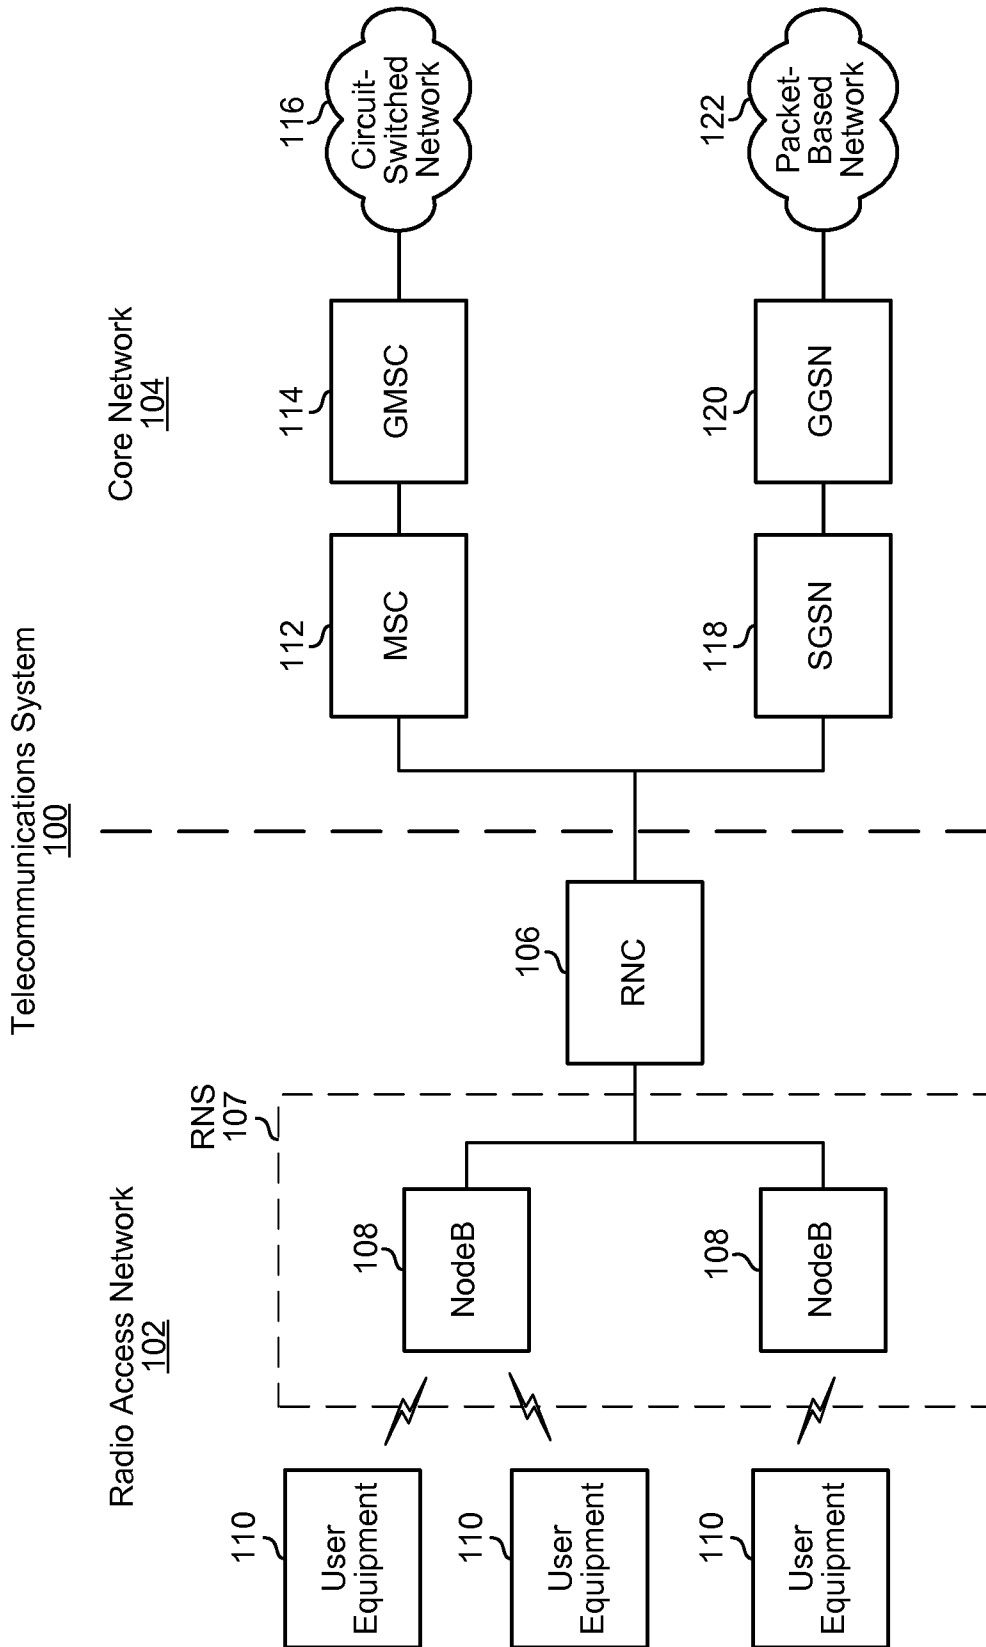 Telecommunications System
100
Radio Access Network
102
Core Network
104
RNS
107
110
User
Equipment
110
User
Equipment
110
User
Equipment
108
NodeB
108
NodeB
106
RNC
112
MSC
114
GMSC
116
Circuit-
Switched
Network
118
SGSN
120
GGSN
122
Packet-
Based
Network